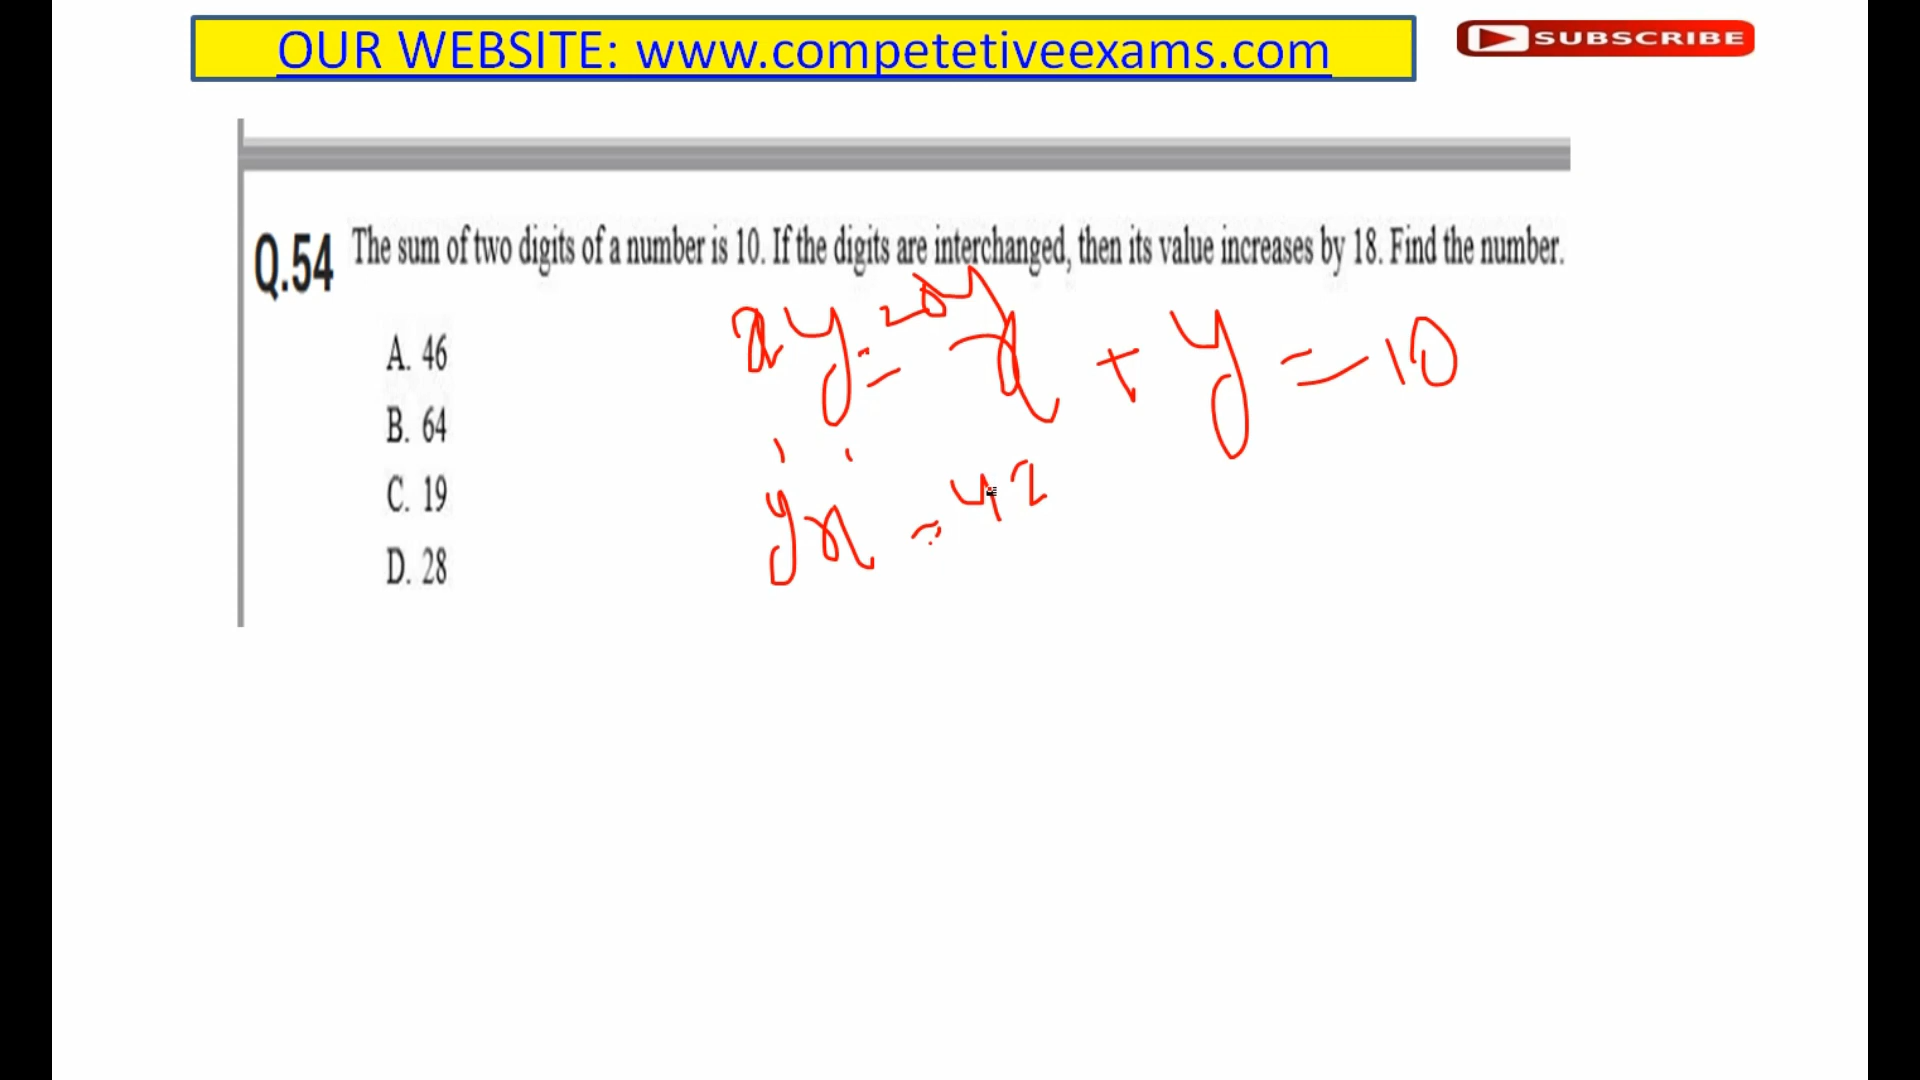 OUR WEBSITE: www.competetiveexams.com
SUBSCRIBE
Q.54 The sum of two digits of a number is 10. If the digits are interchanged, then its value increases by 18. Find the number.
A. 46
B. 64
C. 19
D. 28
xy = x + y = 10
yx = 42